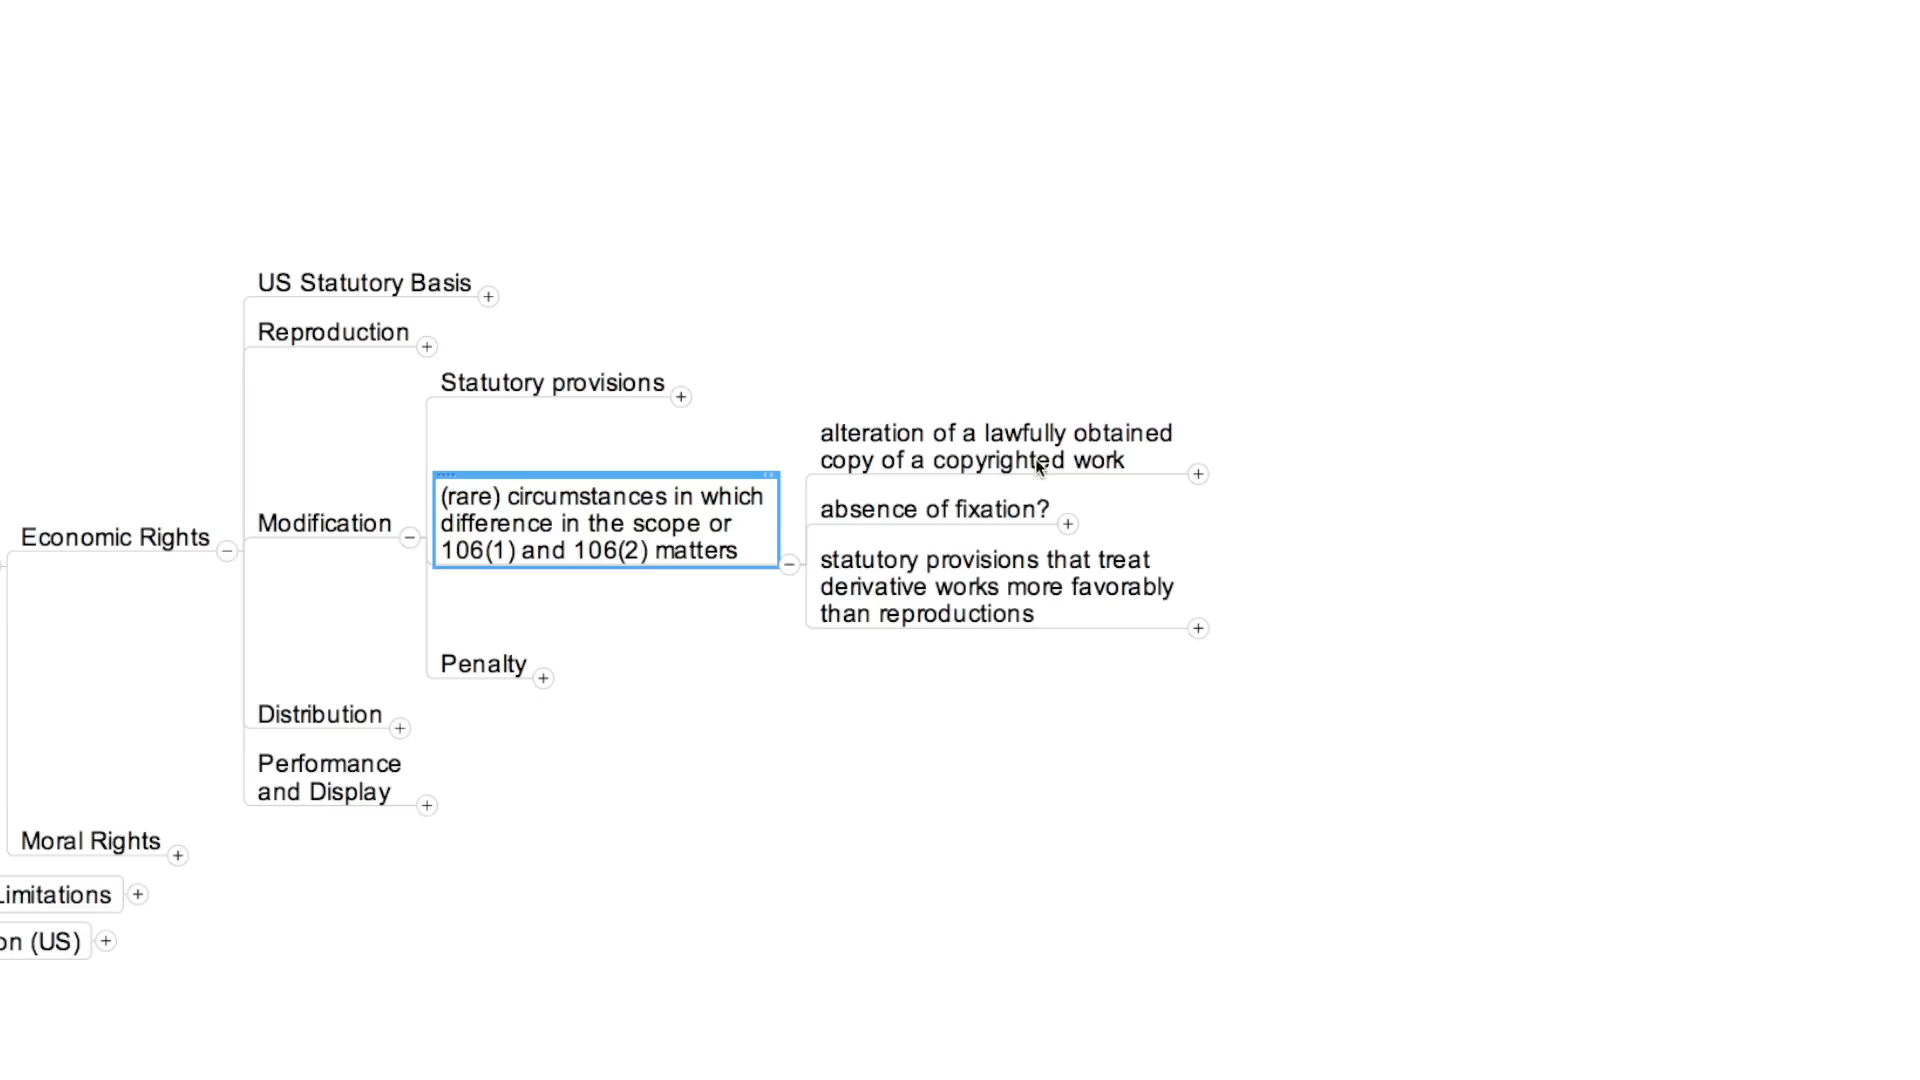 US Statutory Basis
Reproduction
Statutory provisions
alteration of a lawfully obtained
copy of a copyrighted work
(rare) circumstances in which
difference in the scope or
106(1) and 106(2) matters
absence of fixation?
statutory provisions that treat
derivative works more favorably
than reproductions
Economic Rights
Modification
Penalty
Distribution
Performance
and Display
Moral Rights
Limitations
on (US)